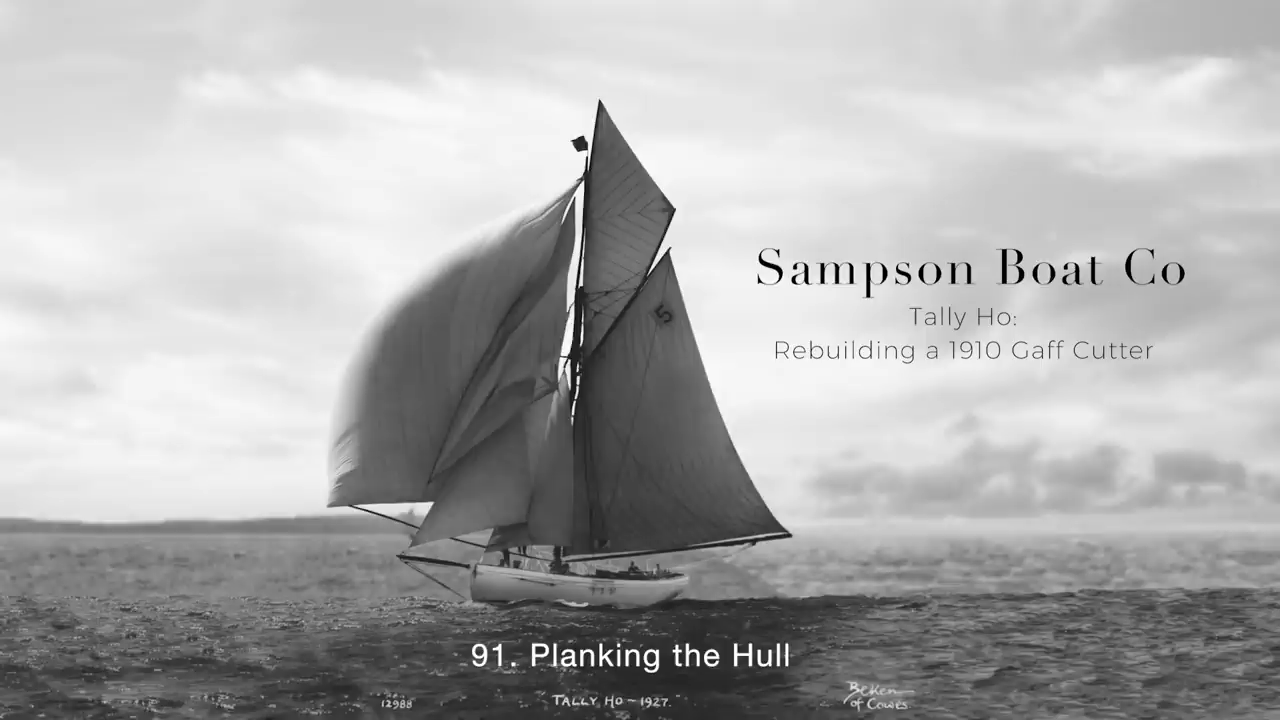 Sampson Boat Co
Tally Ho:
Rebuilding a 1910 Gaff Cutter
5
91. Planking the Hull
12988
TALLY HO ~ 1927.
Beken
of Cowes